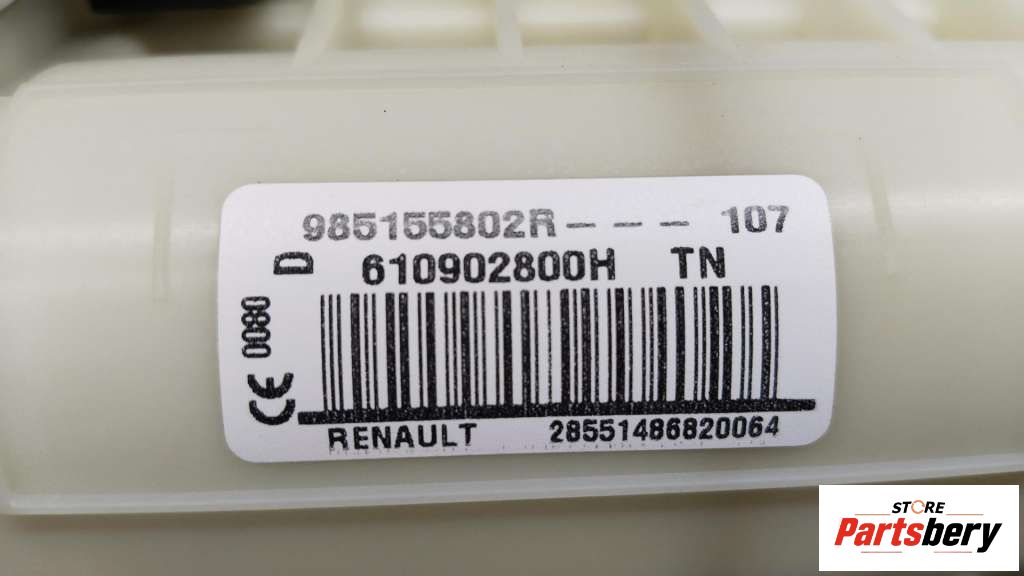 985155802R--- 107
D 610902800H TN
CE 0080
RENAULT 28551486820064
STORE
Partsbery